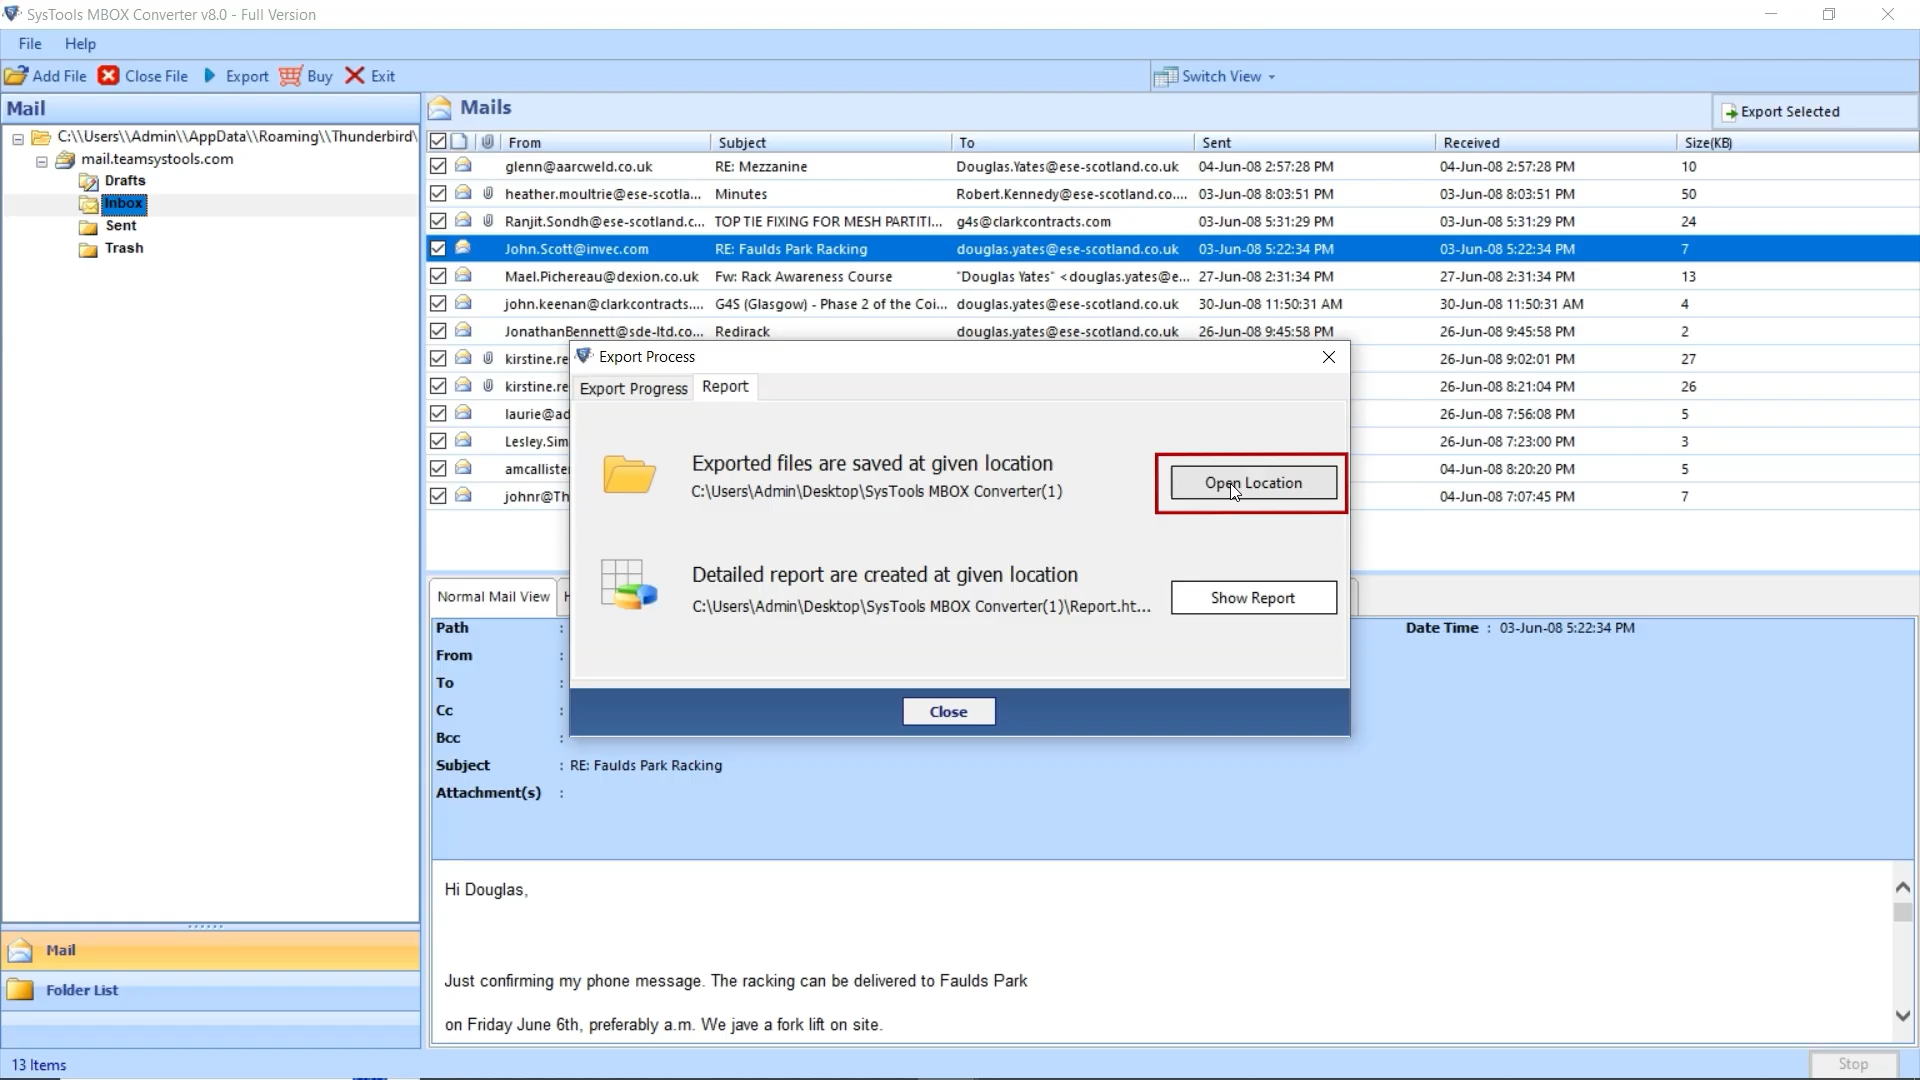 SysTools MBOX Converter v8.0 - Full Version
File Help
Add File Close File Export Buy Exit Switch View
Mail
Mails
Export Selected
C:\\Users\\Admin\\AppData\\Roaming\\Thunderbird\
mail.teamsystools.com
Drafts
Inbox
Sent
Trash
From Subject To Sent Received Size(KB)
glenn@aarcweld.co.uk RE: Mezzanine Douglas.Yates@ese-scotland.co.uk 04-Jun-08 2:57:28 PM 04-Jun-08 2:57:28 PM 10
heather.moultrie@ese-scotla... Minutes Robert.Kennedy@ese-scotland.co.... 03-Jun-08 8:03:51 PM 03-Jun-08 8:03:51 PM 50
Ranjit.Sondh@ese-scotland.c... TOP TIE FIXING FOR MESH PARTITI... g4s@clarkcontracts.com 03-Jun-08 5:31:29 PM 03-Jun-08 5:31:29 PM 24
John.Scott@invec.com RE: Faulds Park Racking douglas.yates@ese-scotland.co.uk 03-Jun-08 5:22:34 PM 03-Jun-08 5:22:34 PM 7
Mael.Pichereau@dexion.co.uk Fw: Rack Awareness Course "Douglas Yates" <douglas.yates@e... 27-Jun-08 2:31:34 PM 27-Jun-08 2:31:34 PM 13
john.keenan@clarkcontracts.... G4S (Glasgow) - Phase 2 of the Coi... douglas.yates@ese-scotland.co.uk 30-Jun-08 11:50:31 AM 30-Jun-08 11:50:31 AM 4
JonathanBennett@sde-ltd.co... Redirack douglas.yates@ese-scotland.co.uk 26-Jun-08 9:45:58 PM 26-Jun-08 9:45:58 PM 2
kirstine.re 26-Jun-08 9:02:01 PM 27
kirstine.re 26-Jun-08 8:21:04 PM 26
laurie@ad 26-Jun-08 7:56:08 PM 5
Lesley.Sim 26-Jun-08 7:23:00 PM 3
amcalliste 04-Jun-08 8:20:20 PM 5
johnr@Th 04-Jun-08 7:07:45 PM 7
Export Process
Export Progress Report
Exported files are saved at given location
C:\Users\Admin\Desktop\SysTools MBOX Converter(1)
Open Location
Detailed report are created at given location
C:\Users\Admin\Desktop\SysTools MBOX Converter(1)\Report.ht...
Show Report
Close
Normal Mail View
Path :
Date Time : 03-Jun-08 5:22:34 PM
From :
To :
Cc :
Bcc :
Subject : RE: Faulds Park Racking
Attachment(s) :
Hi Douglas,
Just confirming my phone message. The racking can be delivered to Faulds Park
on Friday June 6th, preferably a.m. We jave a fork lift on site.
Mail
Folder List
13 Items
Stop